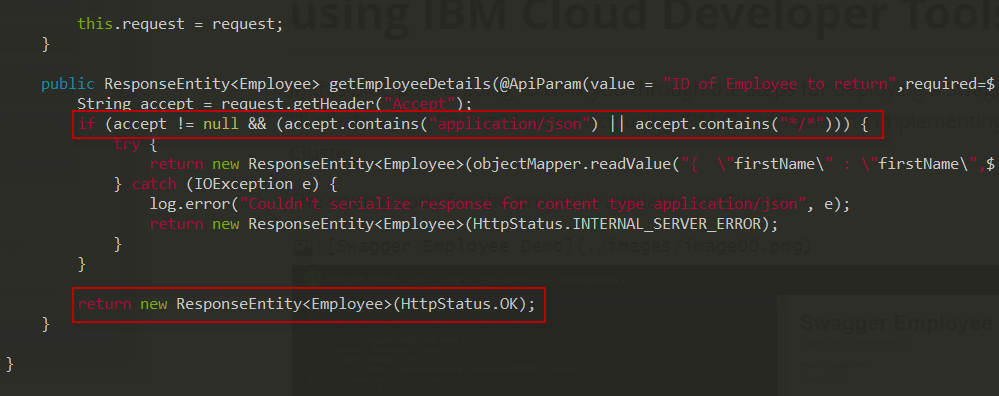 using IBM Cloud Developer Tools
this.request = request;
}
public ResponseEntity<Employee> getEmployeeDetails(@ApiParam(value = "ID of Employee to return",required=$
String accept = request.getHeader("Accept");
if (accept != null && (accept.contains("application/json") || accept.contains("*/*"))) {
try {
return new ResponseEntity<Employee>(objectMapper.readValue("{  \"firstName\" : \"firstName\",$
} catch (IOException e) {
log.error("Couldn't serialize response for content type application/json", e);
return new ResponseEntity<Employee>(HttpStatus.INTERNAL_SERVER_ERROR);
}
![Swagger Employee Demo](./images/image00.png)
}
return new ResponseEntity<Employee>(HttpStatus.OK);
}
Swagger Employee
}